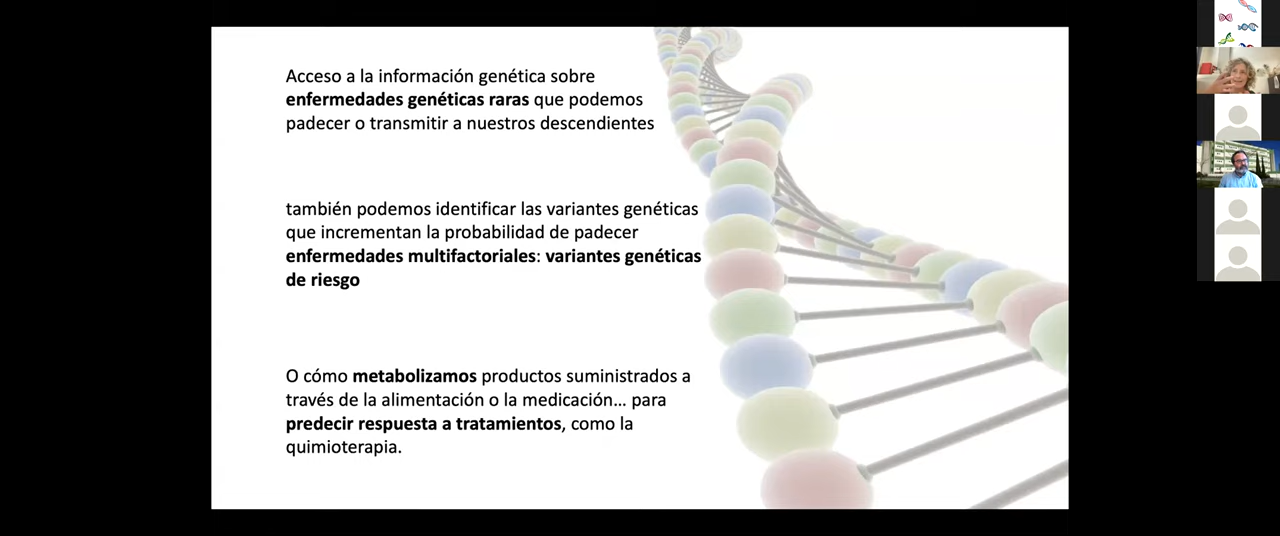 Acceso a la información genética sobre
enfermedades genéticas raras que podemos
padecer o transmitir a nuestros descendientes
también podemos identificar las variantes genéticas
que incrementan la probabilidad de padecer
enfermedades multifactoriales: variantes genéticas
de riesgo
O cómo metabolizamos productos suministrados a
través de la alimentación o la medicación... para
predecir respuesta a tratamientos, como la
quimioterapia.